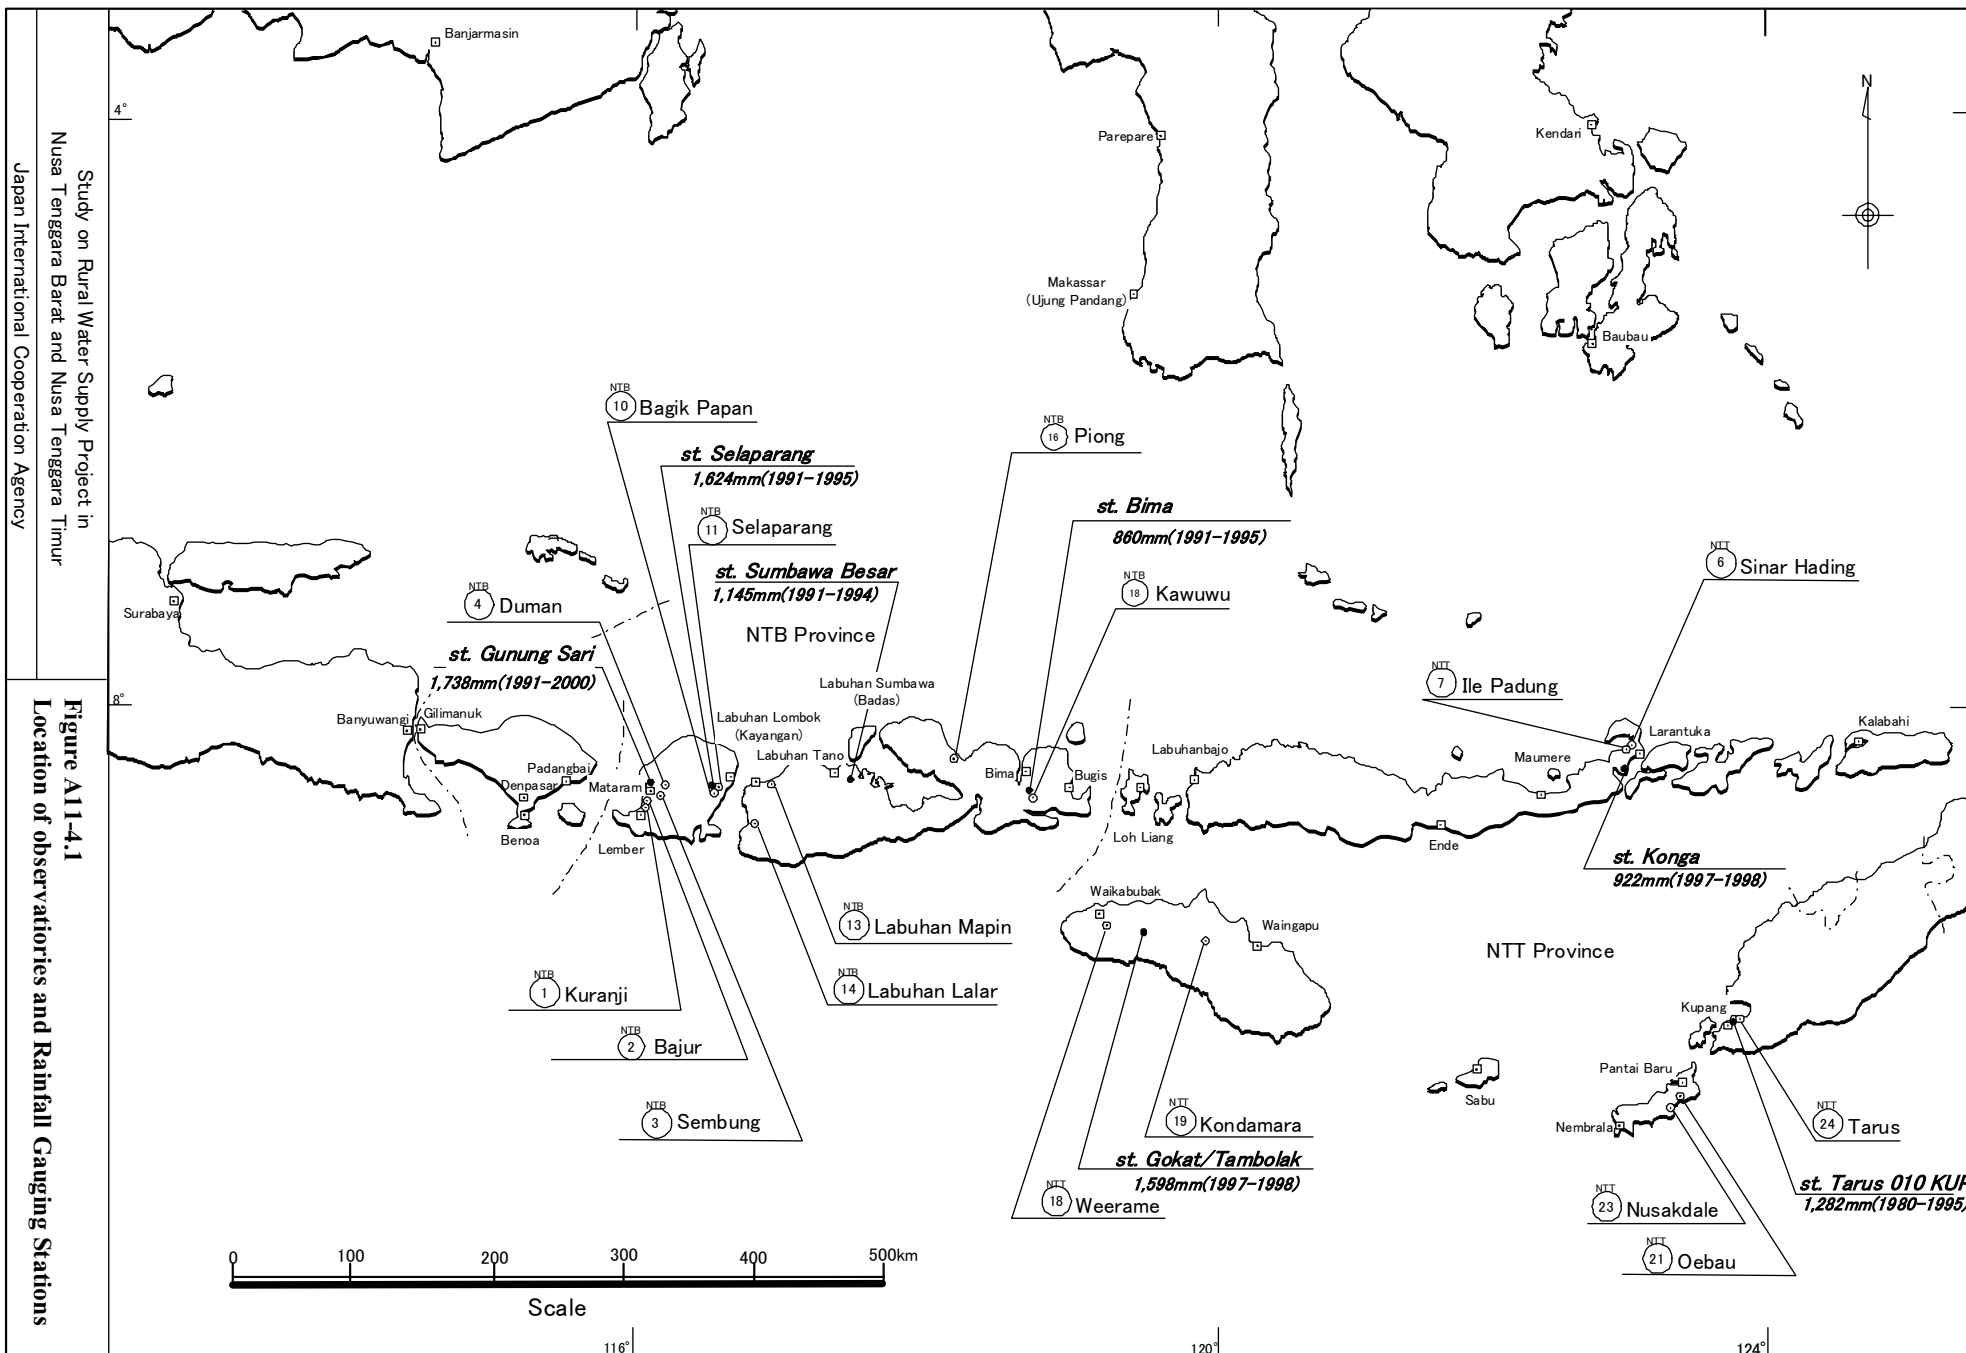 Study on Rural Water Supply Project in
Nusa Tenggara Barat and Nusa Tenggara Timur
Japan International Cooperation Agency
Figure A11-4.1
Location of observatiories and Rainfall Gauging Stations
Banjarmasin
N
4°
Parepare
Kendari
Makassar
(Ujung Pandang)
Baubau
NTB
10 Bagik Papan
NTB
16 Piong
st. Selaparang
1,624mm(1991-1995)
NTB
11 Selaparang
st. Bima
860mm(1991-1995)
NTT
6 Sinar Hading
st. Sumbawa Besar
1,145mm(1991-1994)
NTB
18 Kawuwu
NTB
4 Duman
Surabaya
NTB Province
st. Gunung Sari
1,738mm(1991-2000)
NTT
7 Ile Padung
Labuhan Sumbawa
(Badas)
8°
Banyuwangi
Gilimanuk
Labuhan Lombok
(Kayangan)
Labuhan Tano
Larantuka
Kalabahi
Labuhanbajo
Maumere
Padangbai
Denpasar
Mataram
Bima
Bugis
Benoa
Lember
Loh Liang
Ende
st. Konga
922mm(1997-1998)
Waikabubak
Waingapu
NTB
13 Labuhan Mapin
NTT Province
NTB
1 Kuranji
NTB
14 Labuhan Lalar
Kupang
NTB
2 Bajur
Pantai Baru
Sabu
NTB
3 Sembung
NTT
19 Kondamara
Nembrala
NTT
24 Tarus
st. Gokat/Tambolak
1,598mm(1997-1998)
st. Tarus 010 KUP
1,282mm(1980-1995)
NTT
18 Weerame
NTT
23 Nusakdale
NTT
21 Oebau
0 100 200 300 400 500km
Scale
116° 120° 124°